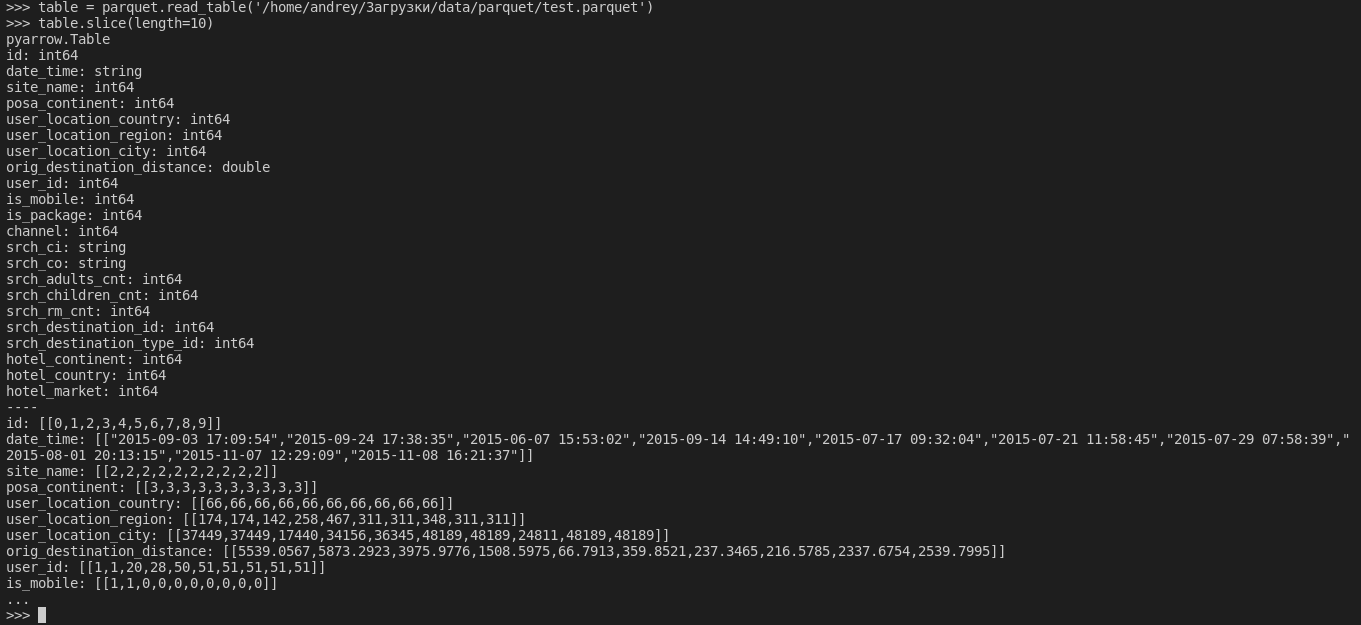 >>> table = parquet.read_table('/home/andrey/Загрузки/data/parquet/test.parquet')
>>> table.slice(length=10)
pyarrow.Table
id: int64
date_time: string
site_name: int64
posa_continent: int64
user_location_country: int64
user_location_region: int64
user_location_city: int64
orig_destination_distance: double
user_id: int64
is_mobile: int64
is_package: int64
channel: int64
srch_ci: string
srch_co: string
srch_adults_cnt: int64
srch_children_cnt: int64
srch_rm_cnt: int64
srch_destination_id: int64
srch_destination_type_id: int64
hotel_continent: int64
hotel_country: int64
hotel_market: int64
----
id: [[0,1,2,3,4,5,6,7,8,9]]
date_time: [["2015-09-03 17:09:54","2015-09-24 17:38:35","2015-06-07 15:53:02","2015-09-14 14:49:10","2015-07-17 09:32:04","2015-07-21 11:58:45","2015-07-29 07:58:39","
2015-08-01 20:13:15","2015-11-07 12:29:09","2015-11-08 16:21:37"]]
site_name: [[2,2,2,2,2,2,2,2,2,2]]
posa_continent: [[3,3,3,3,3,3,3,3,3,3]]
user_location_country: [[66,66,66,66,66,66,66,66,66,66]]
user_location_region: [[174,174,142,258,467,311,311,348,311,311]]
user_location_city: [[37449,37449,17440,34156,36345,48189,48189,24811,48189,48189]]
orig_destination_distance: [[5539.0567,5873.2923,3975.9776,1508.5975,66.7913,359.8521,237.3465,216.5785,2337.6754,2539.7995]]
user_id: [[1,1,20,28,50,51,51,51,51,51]]
is_mobile: [[1,1,0,0,0,0,0,0,0,0]]
...
>>>